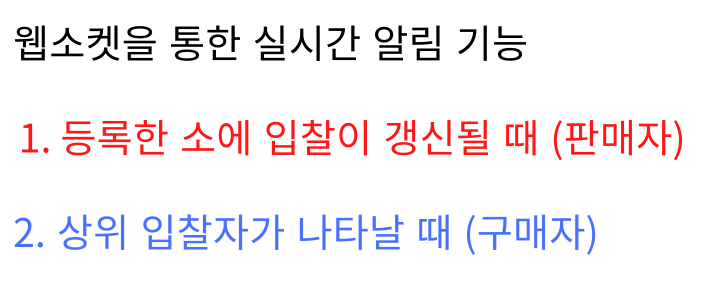 웹소켓을 통한 실시간 알림 기능
1. 등록한 소에 입찰이 갱신될 때 (판매자)
2. 상위 입찰자가 나타날 때 (구매자)